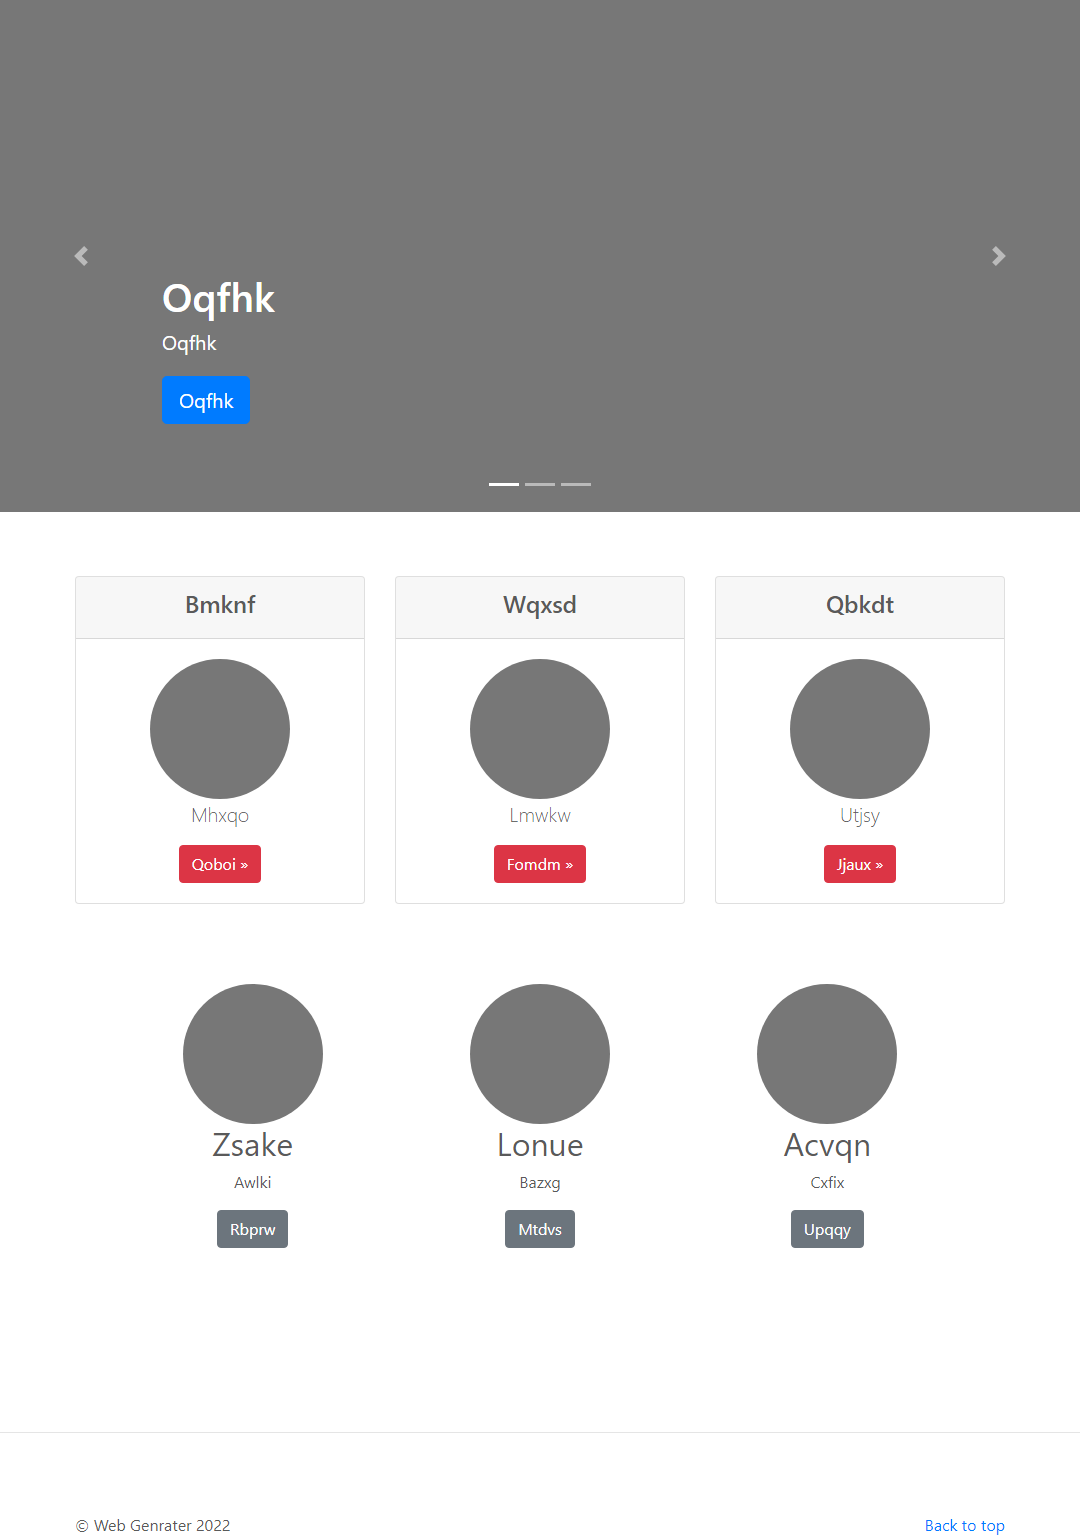 Oqfhk
Oqfhk
Oqfhk
Bmknf
Wqxsd
Qbkdt
Mhxqo
Lmwkw
Utjsy
Qoboi »
Fomdm »
Jjaux »
Zsake
Lonue
Acvqn
Awlki
Bazxg
Cxfix
Rbprw
Mtdvs
Upqqy
© Web Genrater 2022
Back to top